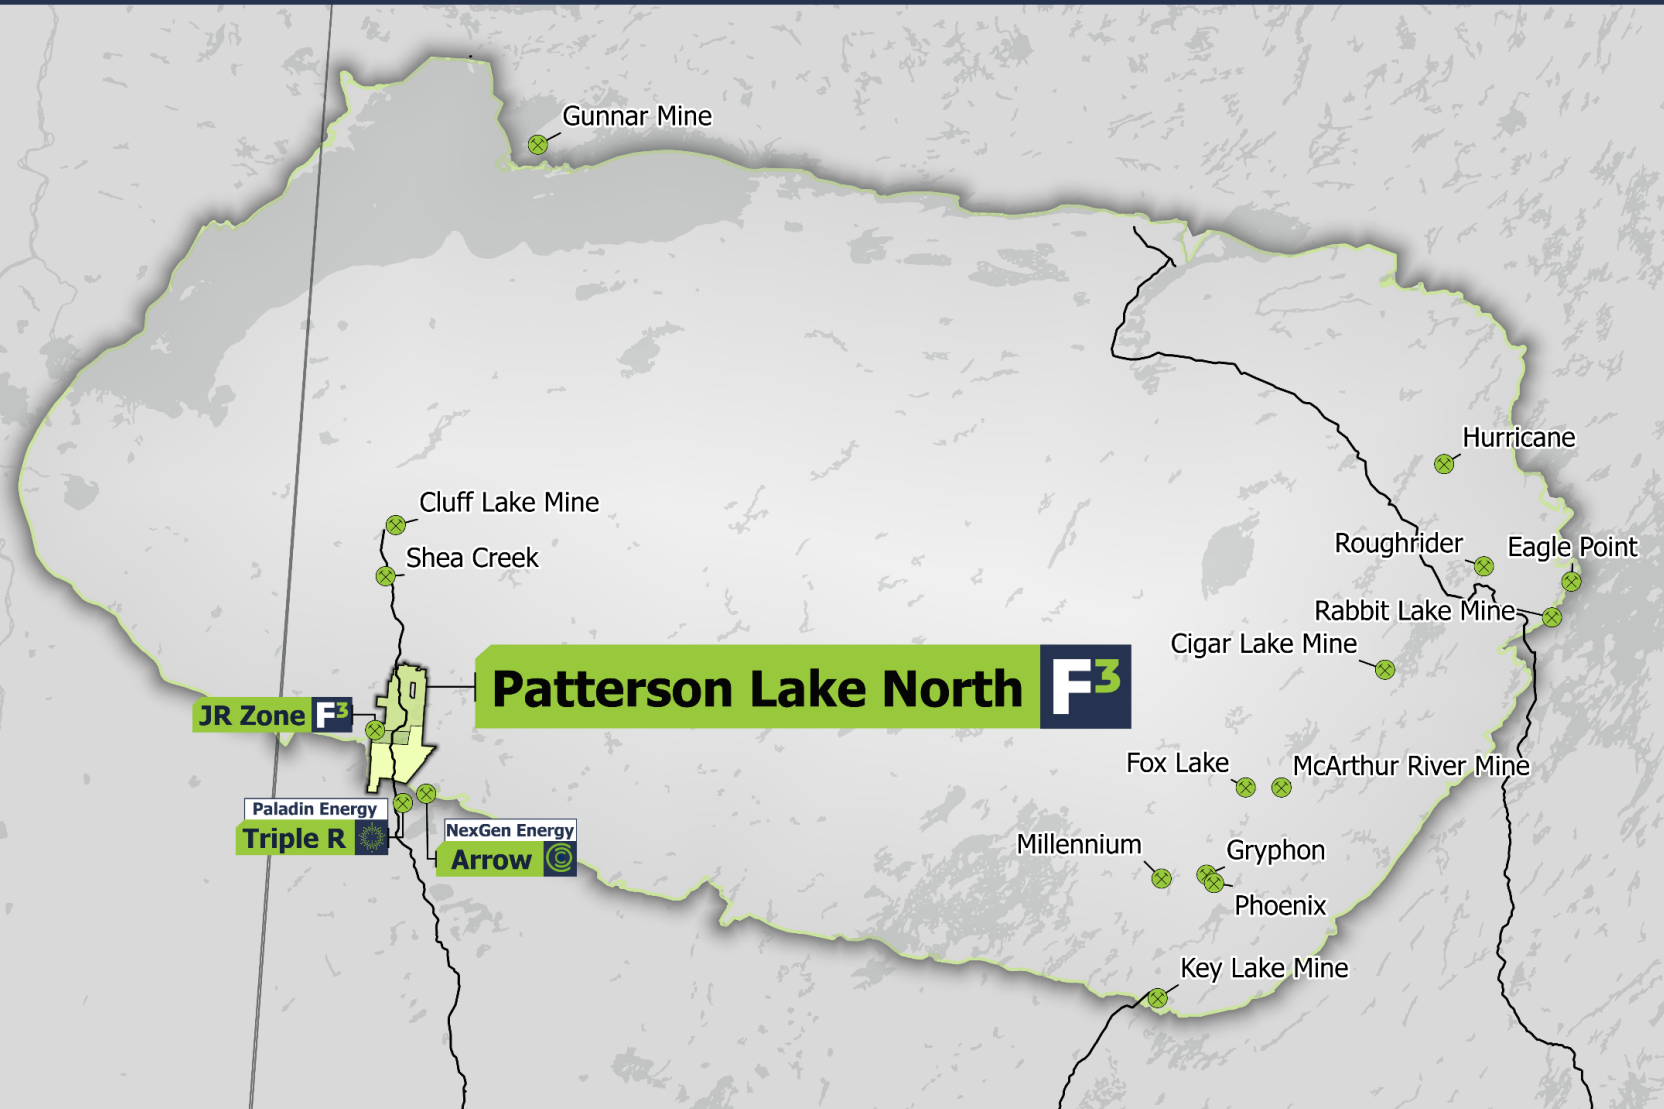 Gunnar Mine
Hurricane
Cluff Lake Mine
Roughrider
Eagle Point
Shea Creek
Rabbit Lake Mine
Cigar Lake Mine
Patterson Lake North F3
JR Zone F3
Fox Lake
McArthur River Mine
Paladin Energy
Triple R
NexGen Energy
Arrow
Millennium
Gryphon
Phoenix
Key Lake Mine